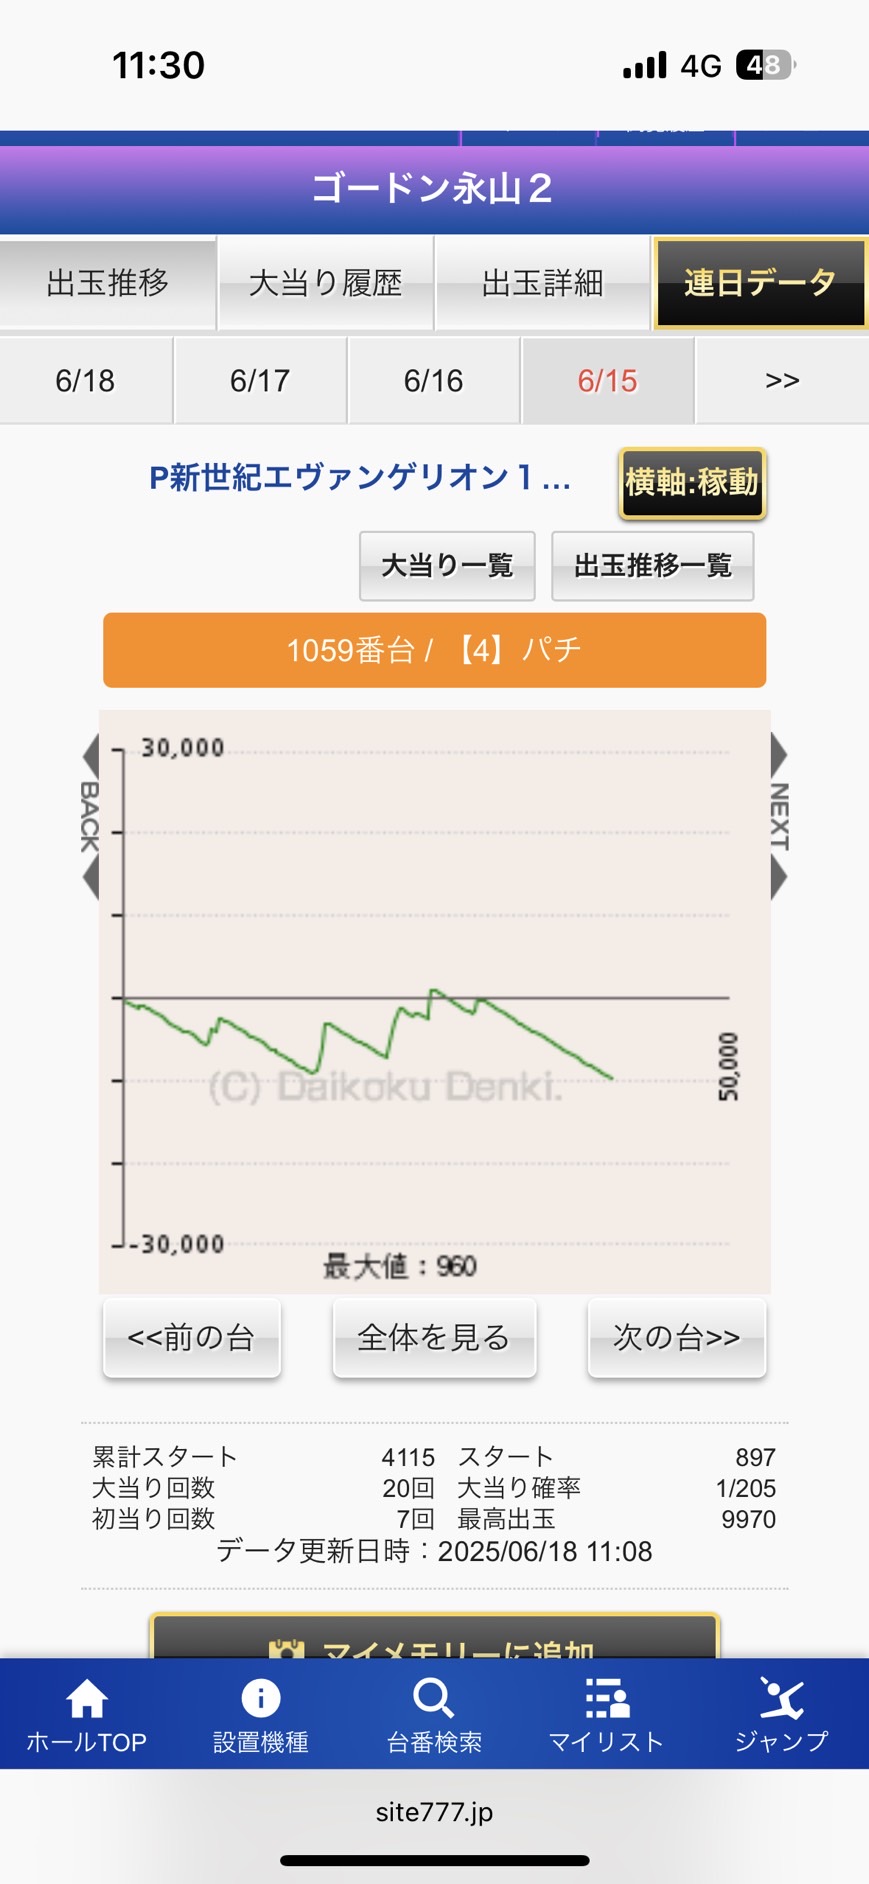 11:30 4G 48
ゴードン永山２
出玉推移 大当り履歴 出玉詳細 連日データ
6/18 6/17 6/16 6/15 >>
P新世紀エヴァンゲリオン１... 横軸:稼動
大当り一覧 出玉推移一覧
1059番台 / 【4】パチ
30,000
BACK
NEXT
50,000
(C) Daikoku Denki.
-30,000
最大値：960
<<前の台 全体を見る 次の台>>
累計スタート 4115 スタート 897
大当り回数 20回 大当り確率 1/205
初当り回数 7回 最高出玉 9970
データ更新日時：2025/06/18 11:08
マイメモリーに追加
ホールTOP 設置機種 台番検索 マイリスト ジャンプ
site777.jp